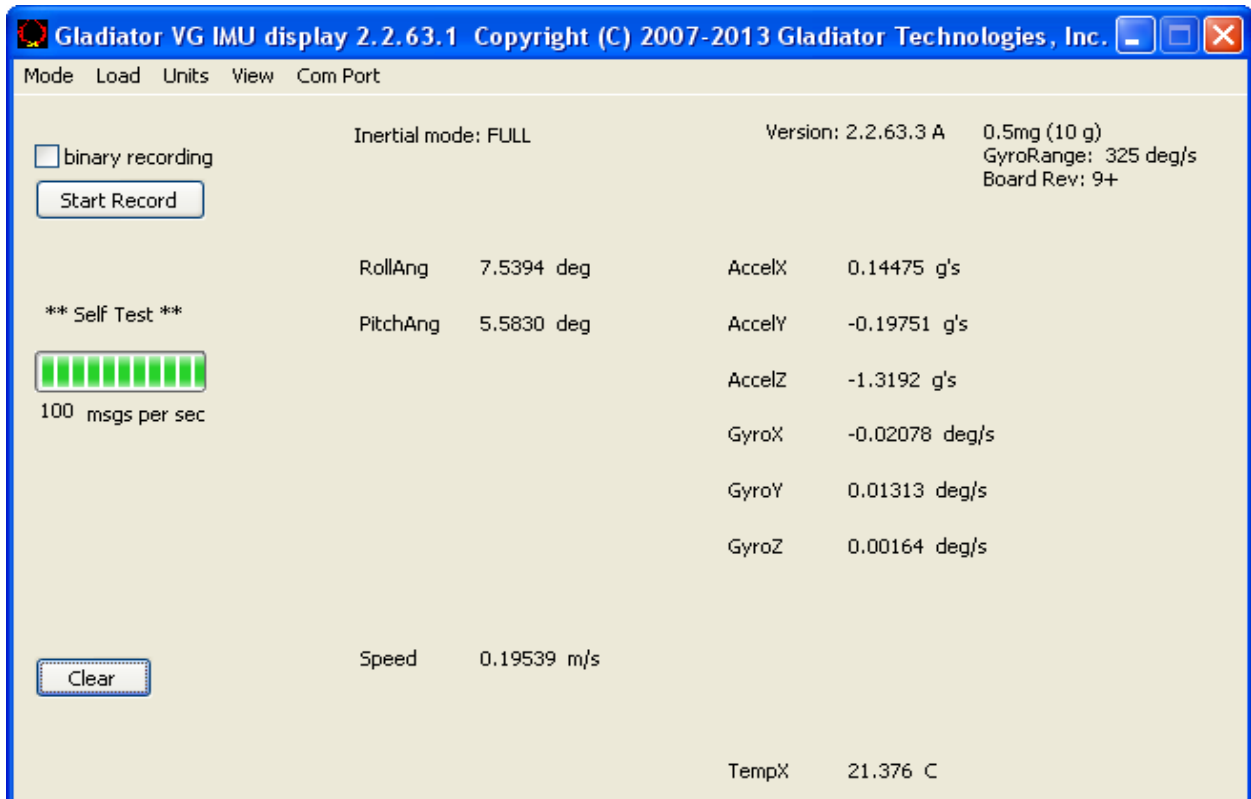 Gladiator VG IMU display 2.2.63.1 Copyright (C) 2007-2013 Gladiator Technologies, Inc.
Mode Load Units View Com Port
Inertial mode: FULL
Version: 2.2.63.3 A
0.5mg (10 g)
GyroRange: 325 deg/s
Board Rev: 9+
binary recording
Start Record
RollAng 7.5394 deg
AccelX 0.14475 g's
** Self Test **
PitchAng 5.5830 deg
AccelY -0.19751 g's
AccelZ -1.3192 g's
100 msgs per sec
GyroX -0.02078 deg/s
GyroY 0.01313 deg/s
GyroZ 0.00164 deg/s
Speed 0.19539 m/s
Clear
TempX 21.376 C